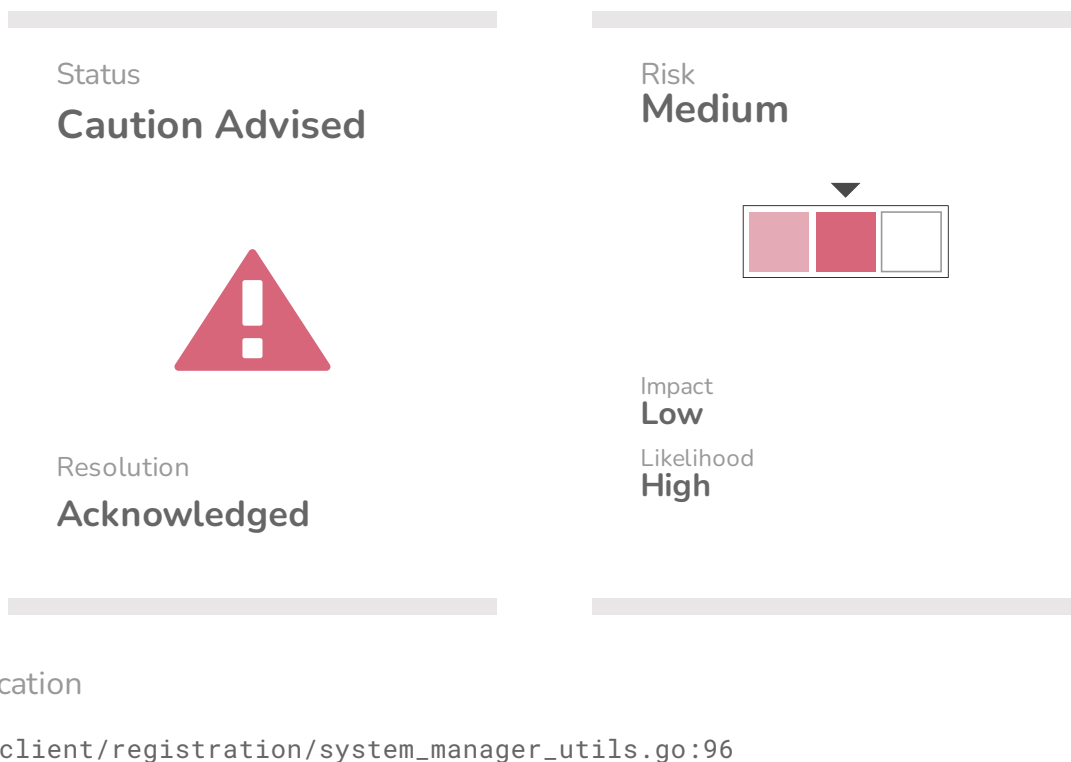 Status
Caution Advised
Resolution
Acknowledged
Risk
Medium
Impact
Low
Likelihood
High
cation
client/registration/system_manager_utils.go:96